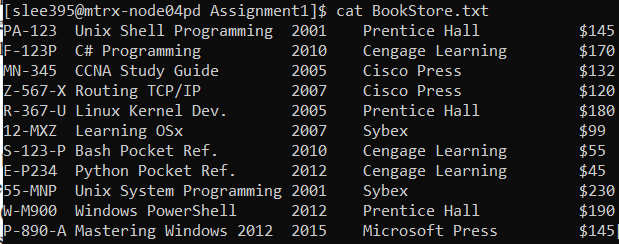 [slee395@mtrx-node04pd Assignment1]$ cat BookStore.txt
PA-123  Unix Shell Programming  2001    Prentice Hall           $145
F-123P  C# Programming          2010    Cengage Learning        $170
MN-345  CCNA Study Guide        2005    Cisco Press             $132
Z-567-X Routing TCP/IP          2007    Cisco Press             $120
R-367-U Linux Kernel Dev.       2005    Prentice Hall           $180
12-MXZ  Learning OSx            2007    Sybex                   $99
S-123-P Bash Pocket Ref.        2010    Cengage Learning        $55
E-P234  Python Pocket Ref.      2012    Cengage Learning        $45
55-MNP  Unix System Programming 2001    Sybex                   $230
W-M900  Windows PowerShell      2012    Prentice Hall           $190
P-890-A Mastering Windows 2012  2015    Microsoft Press         $145